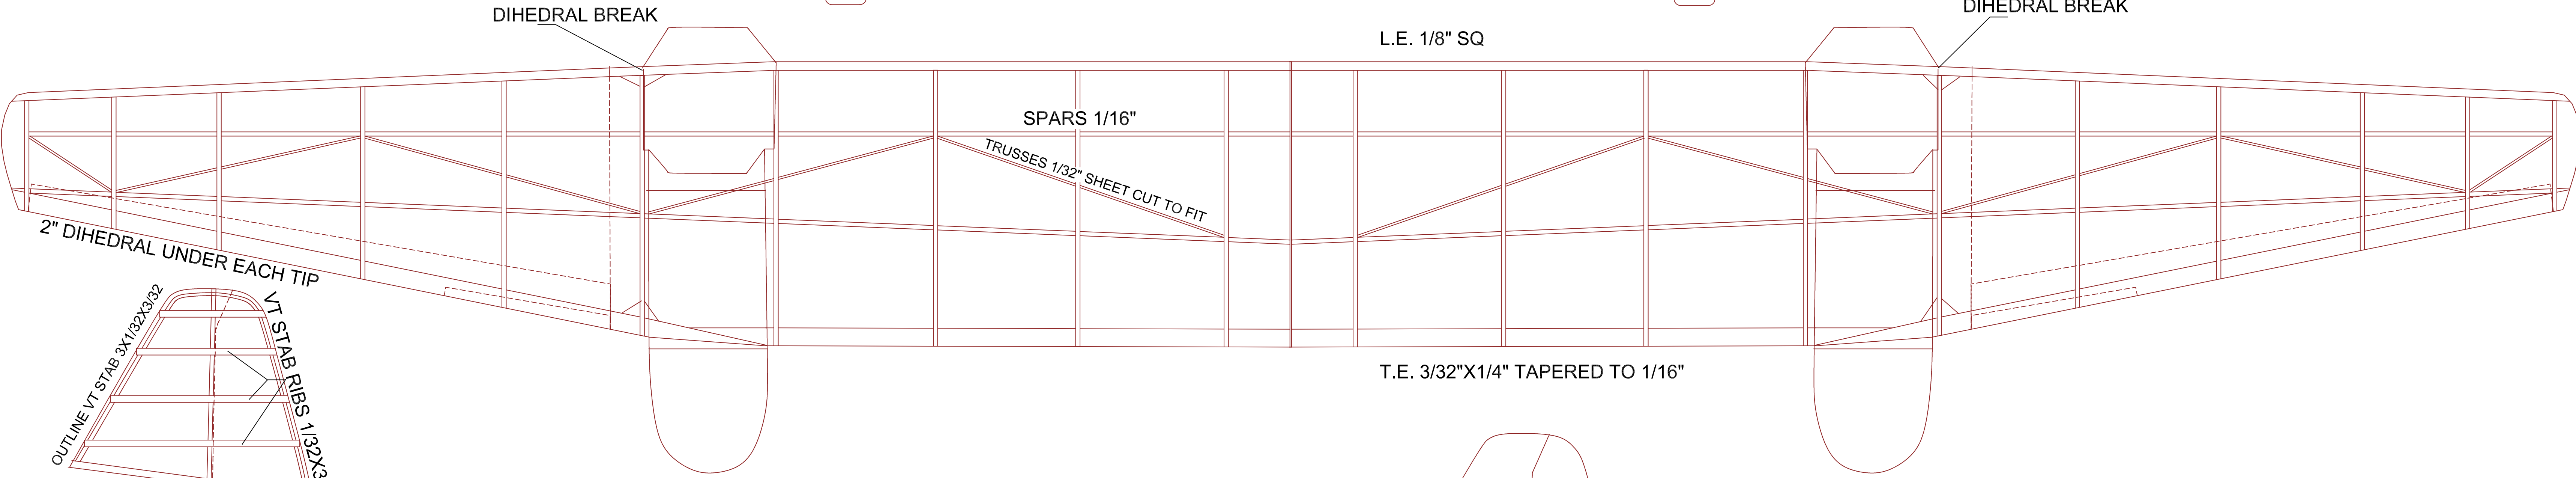 DIHEDRAL BREAK
DIHEDRAL BREAK
L.E. 1/8" SQ
SPARS 1/16"
TRUSSES 1/32" SHEET CUT TO FIT
2" DIHEDRAL UNDER EACH TIP
T.E. 3/32"X1/4" TAPERED TO 1/16"
OUTLINE VT STAB 3X1/32X3/32
VT STAB RIBS 1/32X3